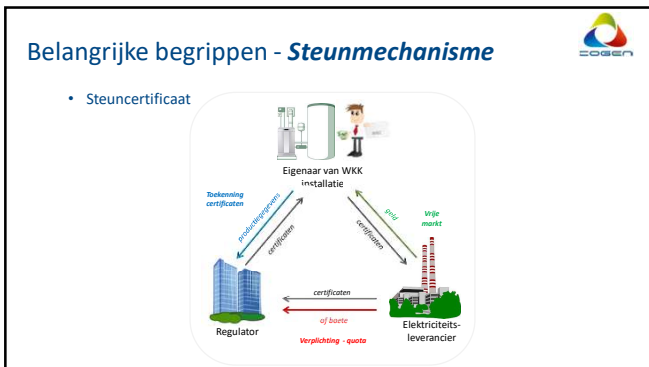 Belangrijke begrippen - Steunmechanisme
COGEN
• Steuncertificaat
Eigenaar van WKK
installatie
Toekenning
certificaten
productiegegevens
certificaten
geld
certificaten
Vrije
markt
certificaten
of boete
Regulator
Elektriciteits-
leverancier
Verplichting - quota